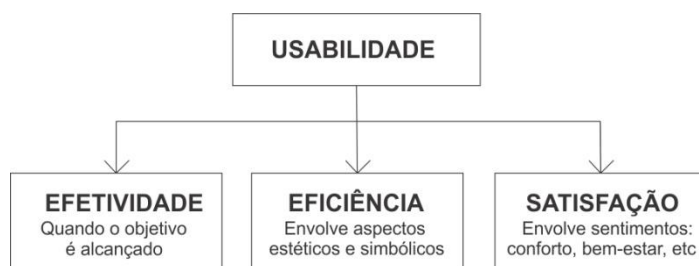 USABILIDADE
EFETIVIDADE
Quando o objetivo
é alcançado
EFICIÊNCIA
Envolve aspectos
estéticos e simbólicos
SATISFAÇÃO
Envolve sentimentos:
conforto, bem-estar, etc